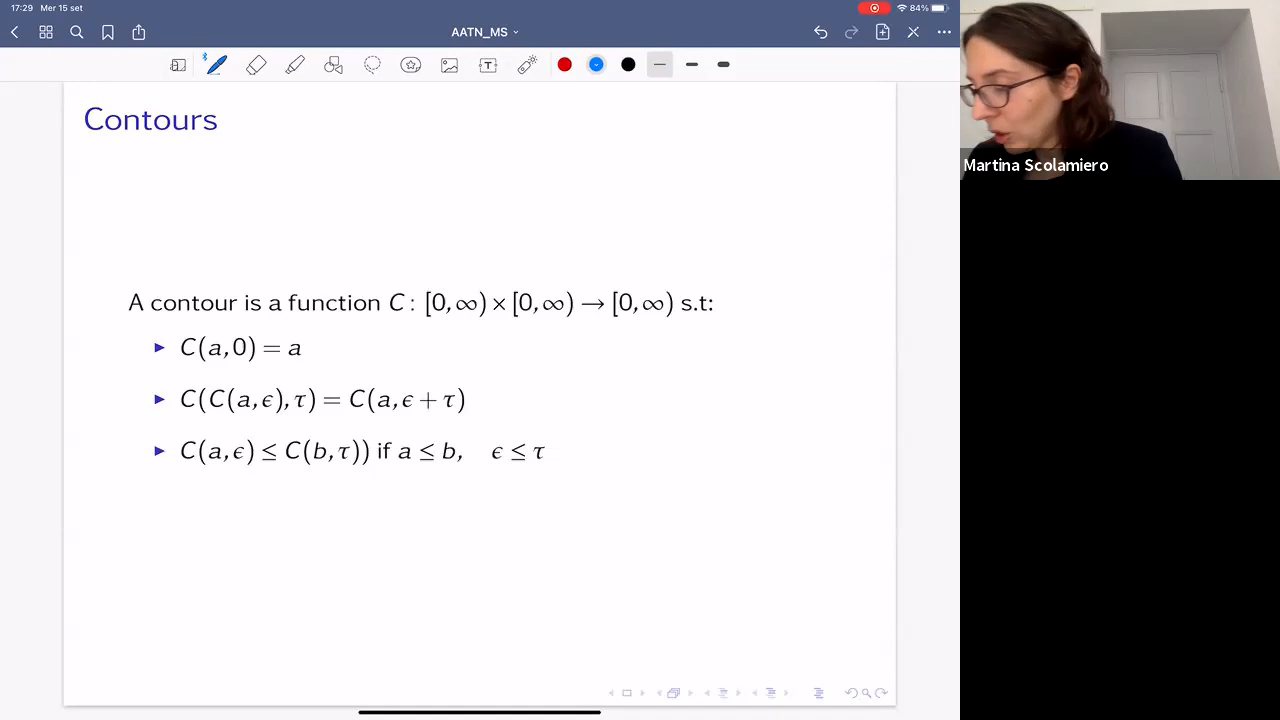 17:29 Mer 15 set
84%
AATN_MS
T
Contours
A contour is a function C : [0, ∞) × [0, ∞) → [0, ∞) s.t:
► C(a, 0) = a
► C(C(a, ϵ), τ) = C(a, ϵ + τ)
► C(a, ϵ) ≤ C(b, τ)) if a ≤ b, ϵ ≤ τ
Martina Scolamiero